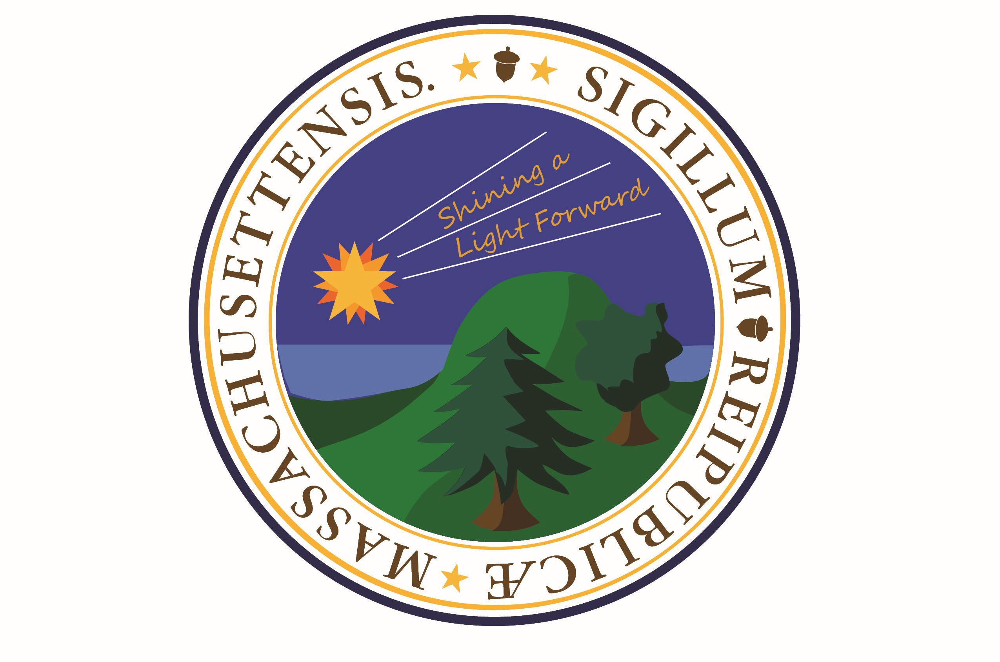 SIGILLUM REIPUBLICÆ MASSACHUSETTENSIS.
Shining a
Light Forward